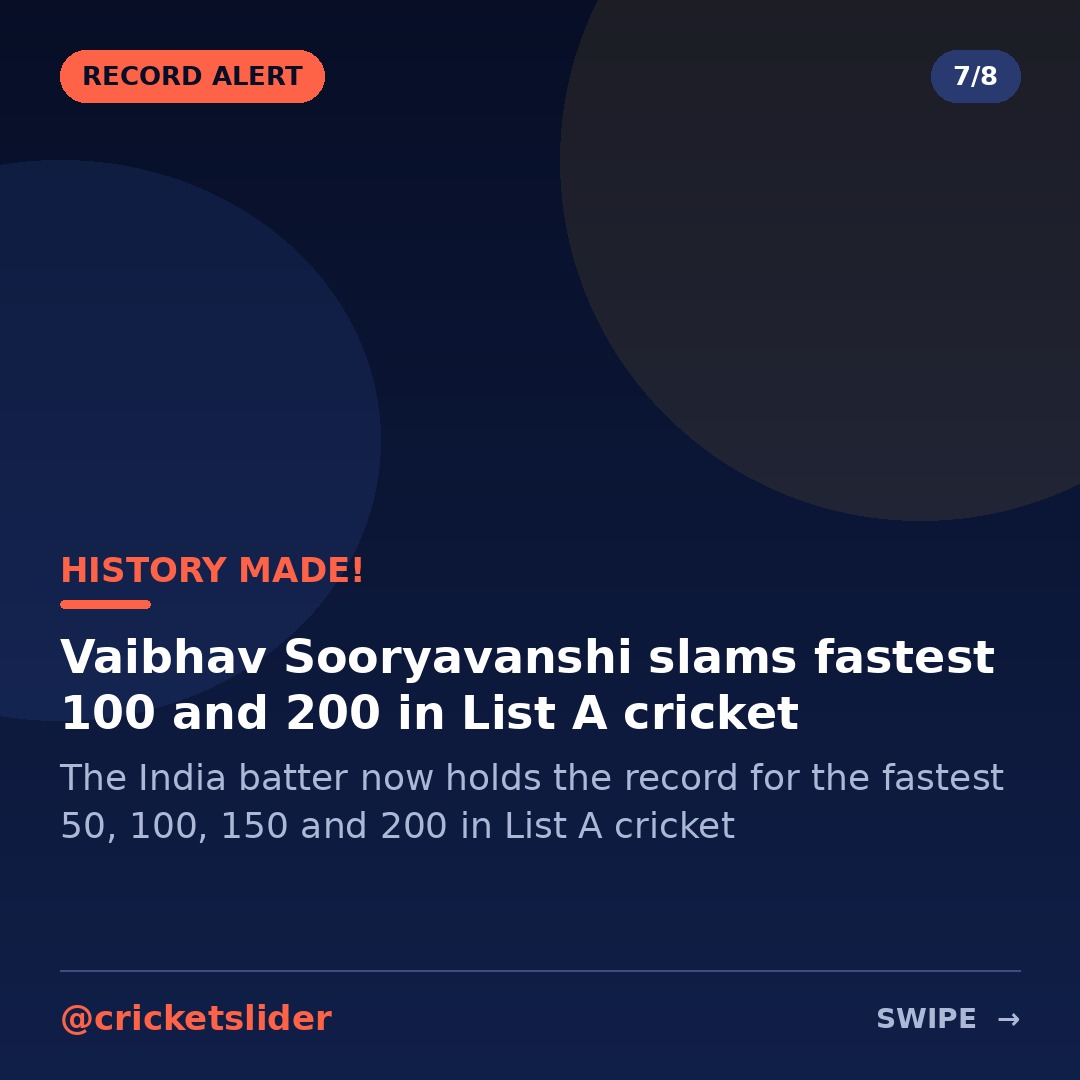 RECORD ALERT
7/8
HISTORY MADE!
Vaibhav Sooryavanshi slams fastest
100 and 200 in List A cricket
The India batter now holds the record for the fastest
50, 100, 150 and 200 in List A cricket
@cricketslider
SWIPE →